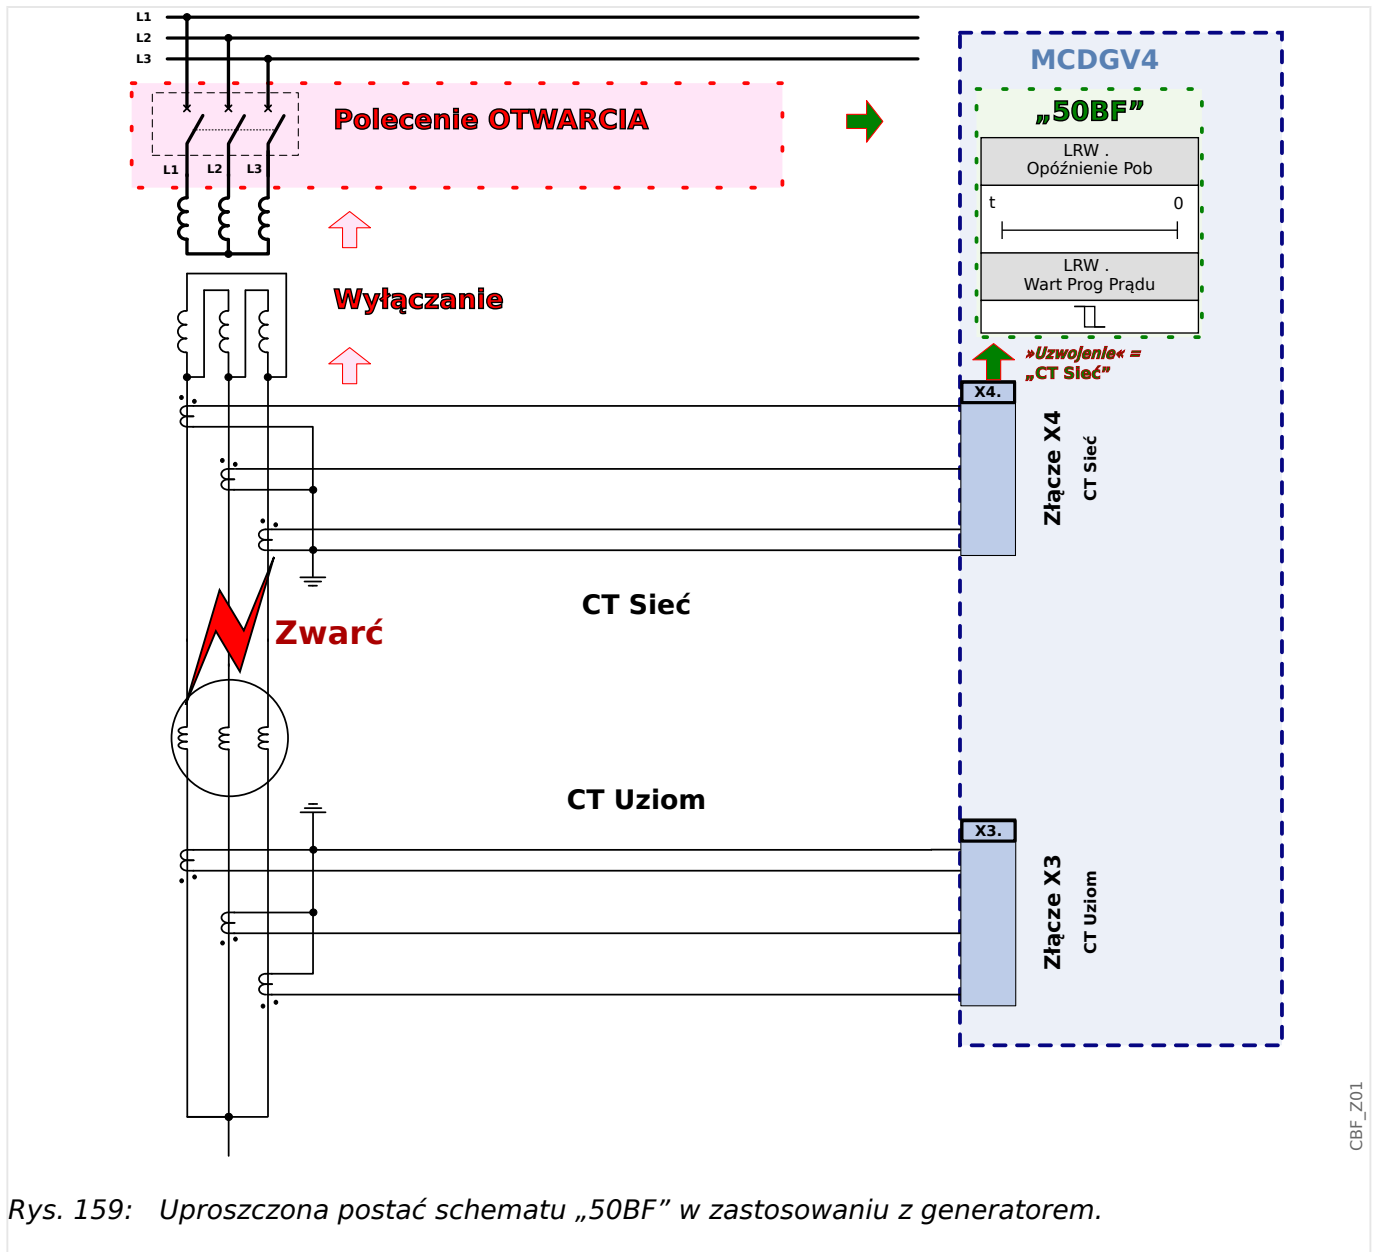 L1
L2
L3
Polecenie OTWARCIA
L1 L2 L3
Wyłączanie
MCDGV4
„50BF”
LRW .
Opóźnienie Pob
t 0
LRW .
Wart Prog Prądu
»Uzwojenie« =
„CT Sieć”
X4.
Złącze X4
CT Sieć
CT Sieć
Zwarć
CT Uziom
X3.
Złącze X3
CT Uziom
CBF_Z01
Rys. 159: Uproszczona postać schematu „50BF” w zastosowaniu z generatorem.